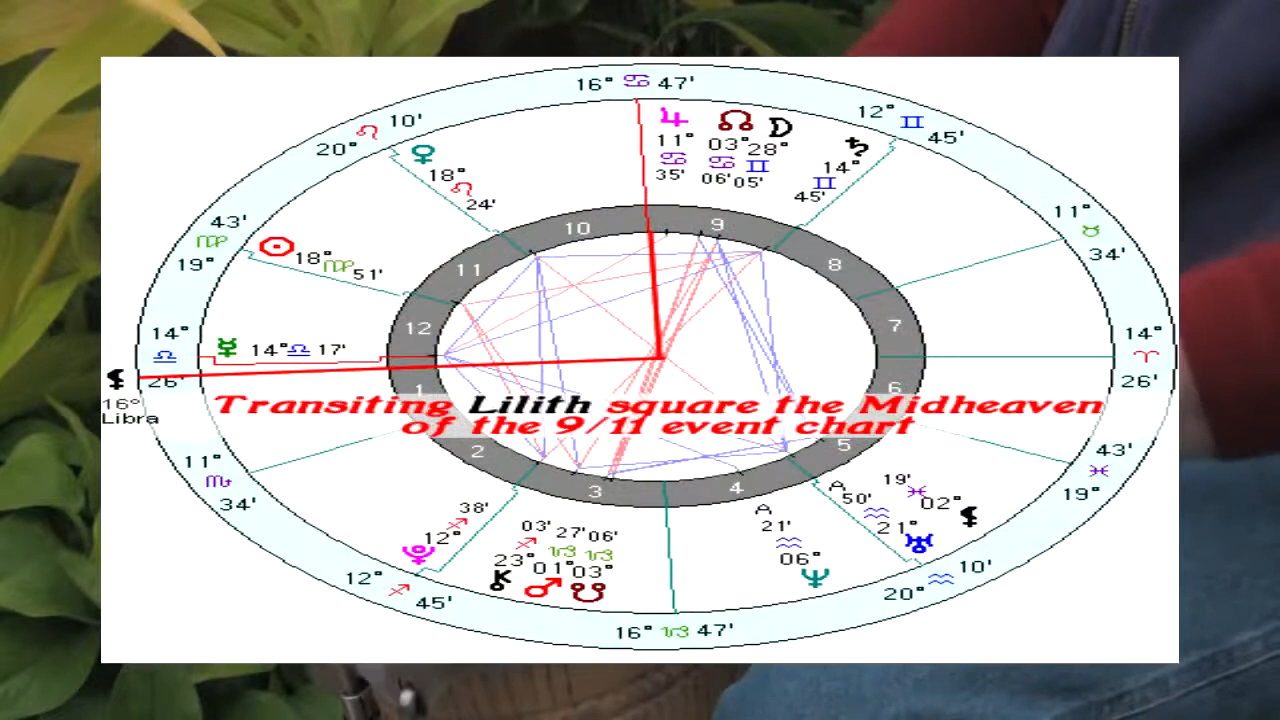 16° ♋ 47'
12° ♊ 45'
11° ♉ 34'
14° ♈ 26'
43' ♓ 19°
10' ♒ 20°
16° ♑ 47'
12° ♐ 45'
11° ♏ 34'
14° ♎ 26'
43' ♍ 19°
20° ♌ 10'
♃ 11° ♋ 35'
☊ 03° ♋ 06'
☽ 28° ♊ 05'
♄ 14° ♊ 45'
♀ 18° ♌ 24'
☉ 18° ♍ 51'
☿ 14° ♎ 17'
⚸
16°
Libra
1
2
3
4
5
6
7
8
9
10
11
12
Transiting Lilith square the Midheaven
of the 9/11 event chart
♇ 12° ♐ 38'
⚷ 23° ♐ 03'
♂ 01° ♑ 27'
☋ 03° ♑ 06'
♆ 06° ♒ 21' A
♅ 21° ♒ 50' A
⚸ 02° ♓ 19'